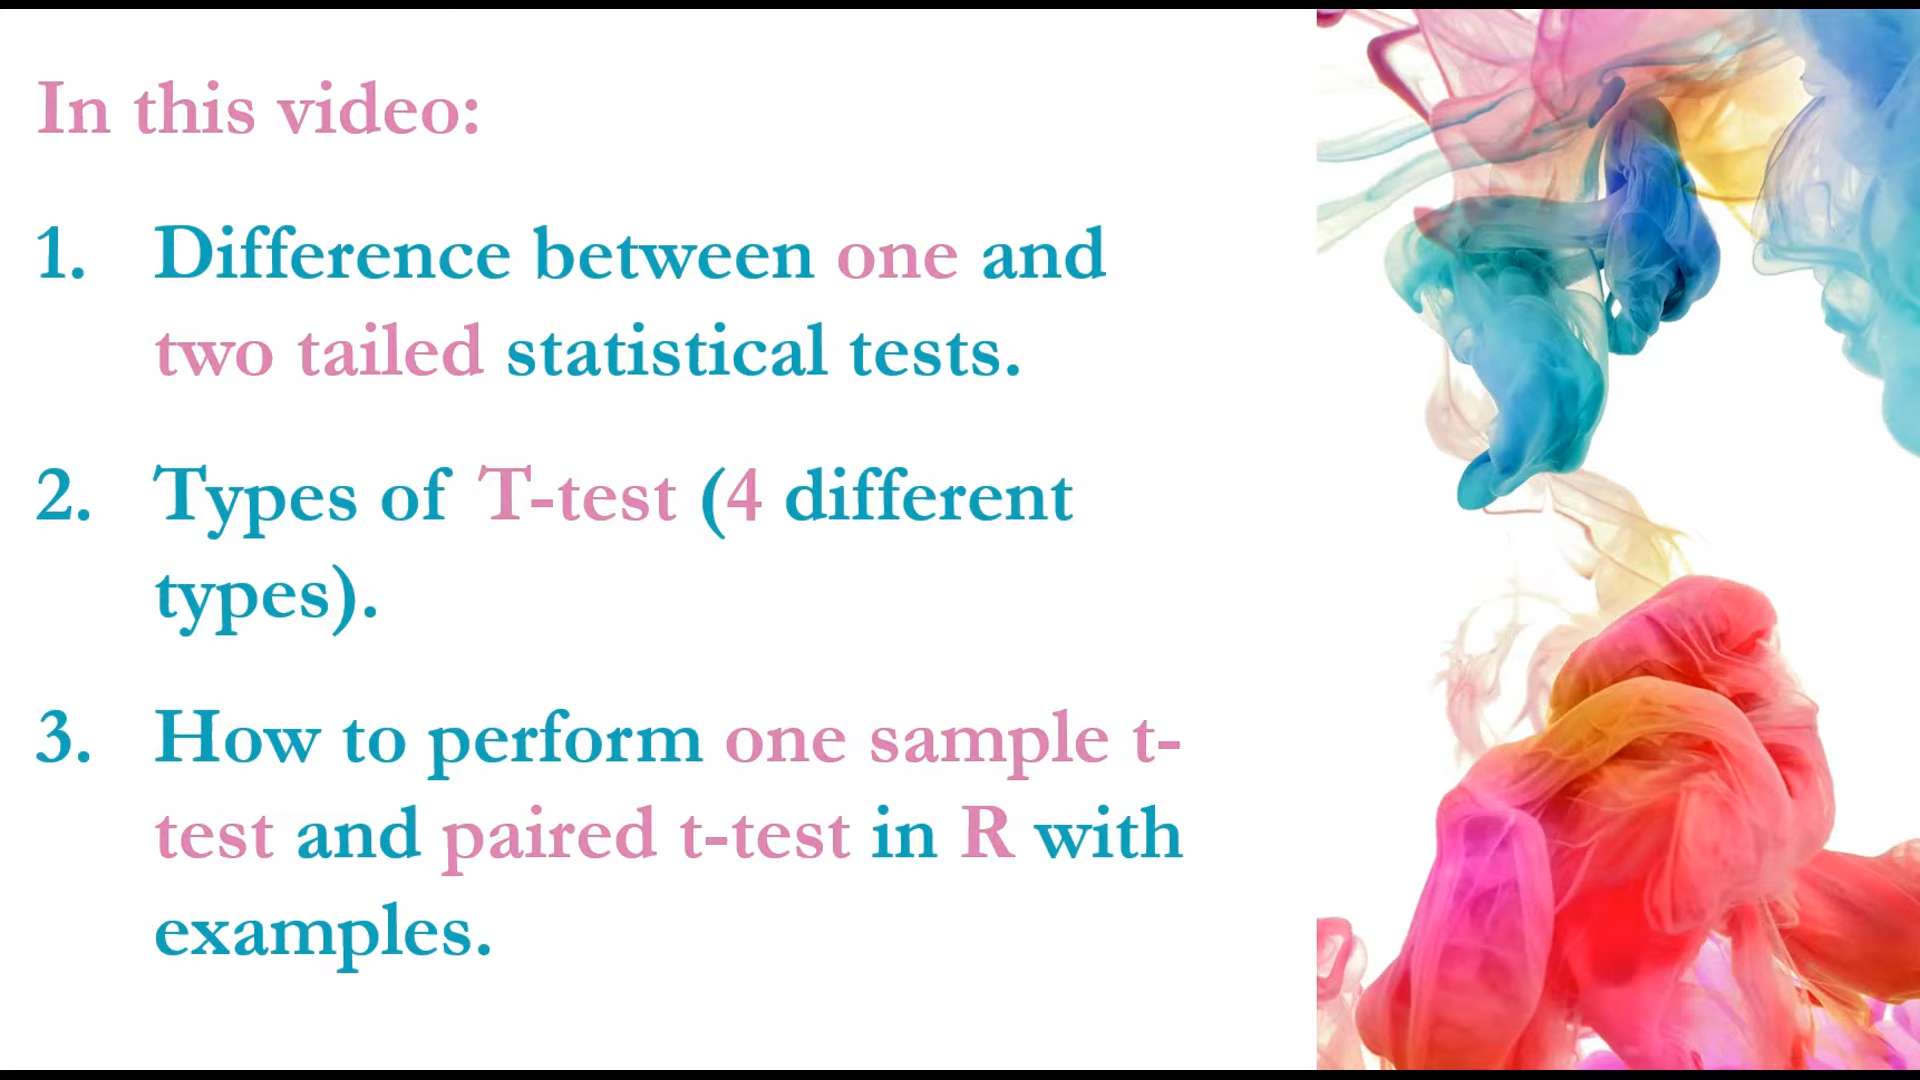 In this video:
1. Difference between one and
two tailed statistical tests.
2. Types of T-test (4 different
types).
3. How to perform one sample t-
test and paired t-test in R with
examples.